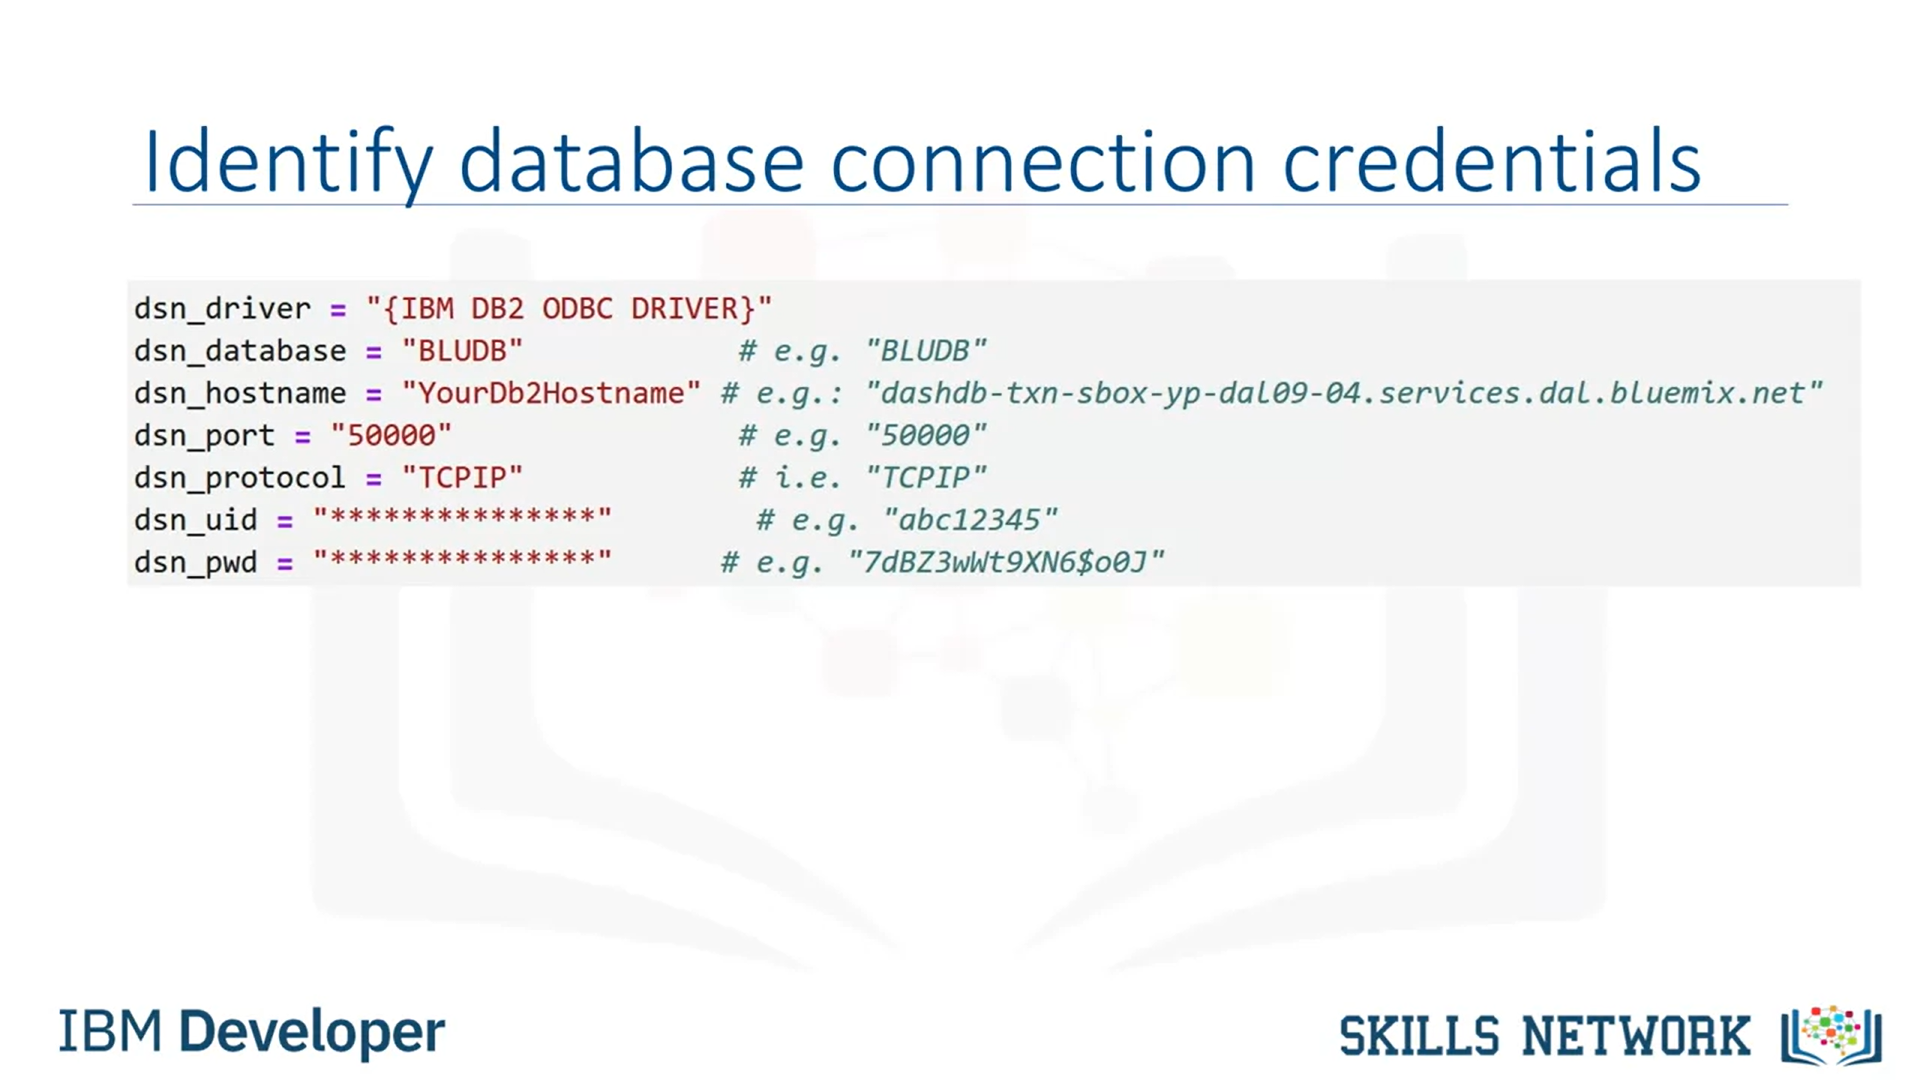 Identify database connection credentials
dsn_driver = "{IBM DB2 ODBC DRIVER}"
dsn_database = "BLUDB" # e.g. "BLUDB"
dsn_hostname = "YourDb2Hostname" # e.g.: "dashdb-txn-sbox-yp-dal09-04.services.dal.bluemix.net"
dsn_port = "50000" # e.g. "50000"
dsn_protocol = "TCPIP" # i.e. "TCPIP"
dsn_uid = "***************" # e.g. "abc12345"
dsn_pwd = "***************" # e.g. "7dBZ3wWt9XN6$o0J"
IBM Developer
SKILLS NETWORK